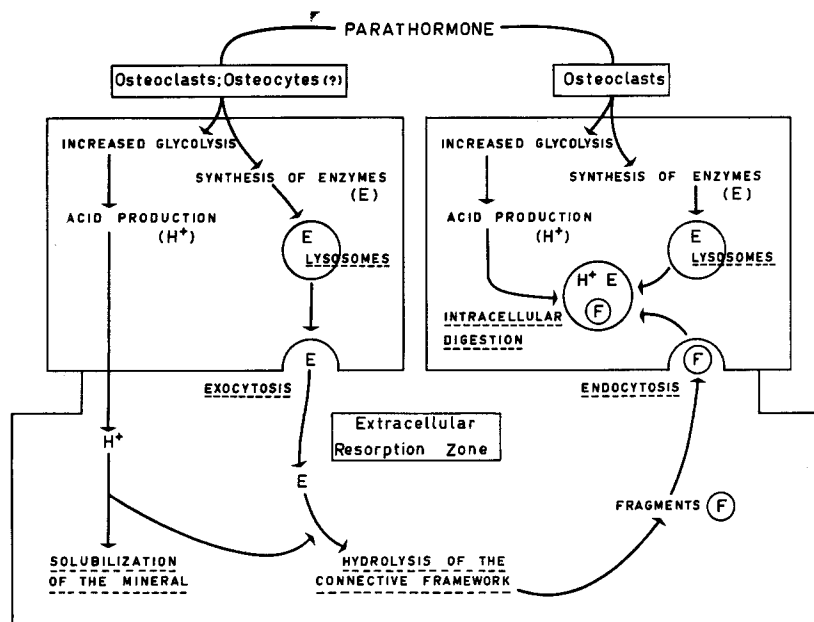 PARATHORMONE
Osteoclasts; Osteocytes (?)
INCREASED GLYCOLYSIS
SYNTHESIS OF ENZYMES
(E)
ACID PRODUCTION
(H⁺)
E
LYSOSOMES
E
EXOCYTOSIS
Osteoclasts
INCREASED GLYCOLYSIS
SYNTHESIS OF ENZYMES
(E)
ACID PRODUCTION
(H⁺)
E
LYSOSOMES
H⁺ E
F
INTRACELLULAR
DIGESTION
F
ENDOCYTOSIS
Extracellular
Resorption Zone
H⁺
E
FRAGMENTS F
SOLUBILIZATION
OF THE MINERAL
HYDROLYSIS OF THE
CONNECTIVE FRAMEWORK